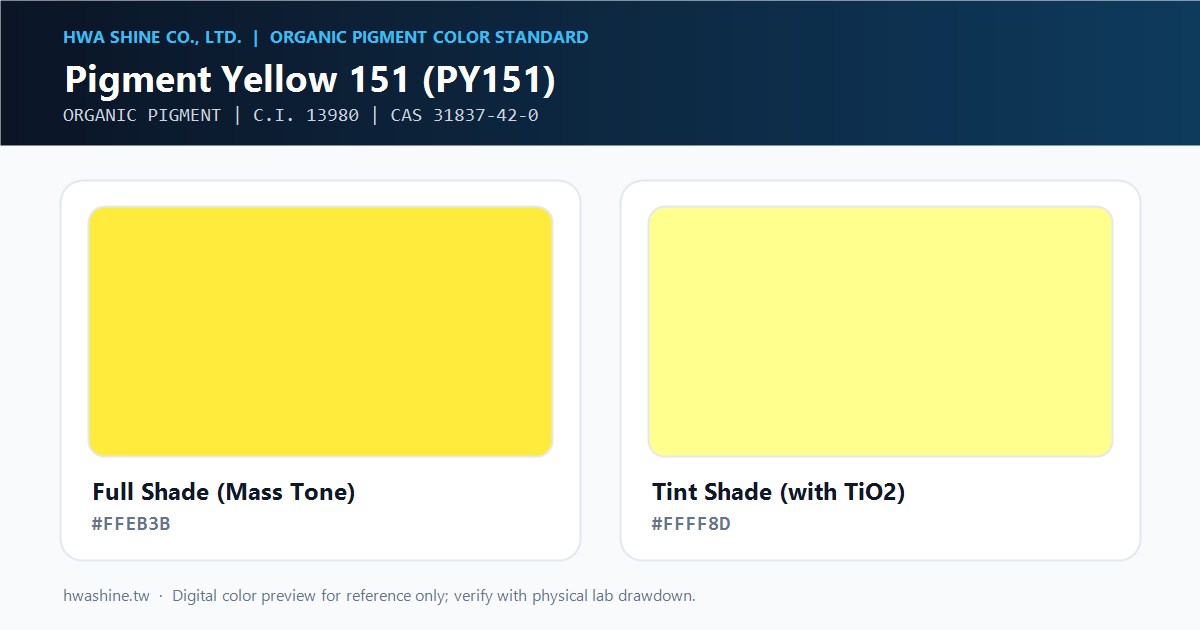 HWA SHINE CO., LTD. | ORGANIC PIGMENT COLOR STANDARD
Pigment Yellow 151 (PY151)
ORGANIC PIGMENT | C.I. 13980 | CAS 31837-42-0
Full Shade (Mass Tone)
#FFEB3B
Tint Shade (with TiO2)
#FFFF8D
hwashine.tw · Digital color preview for reference only; verify with physical lab drawdown.